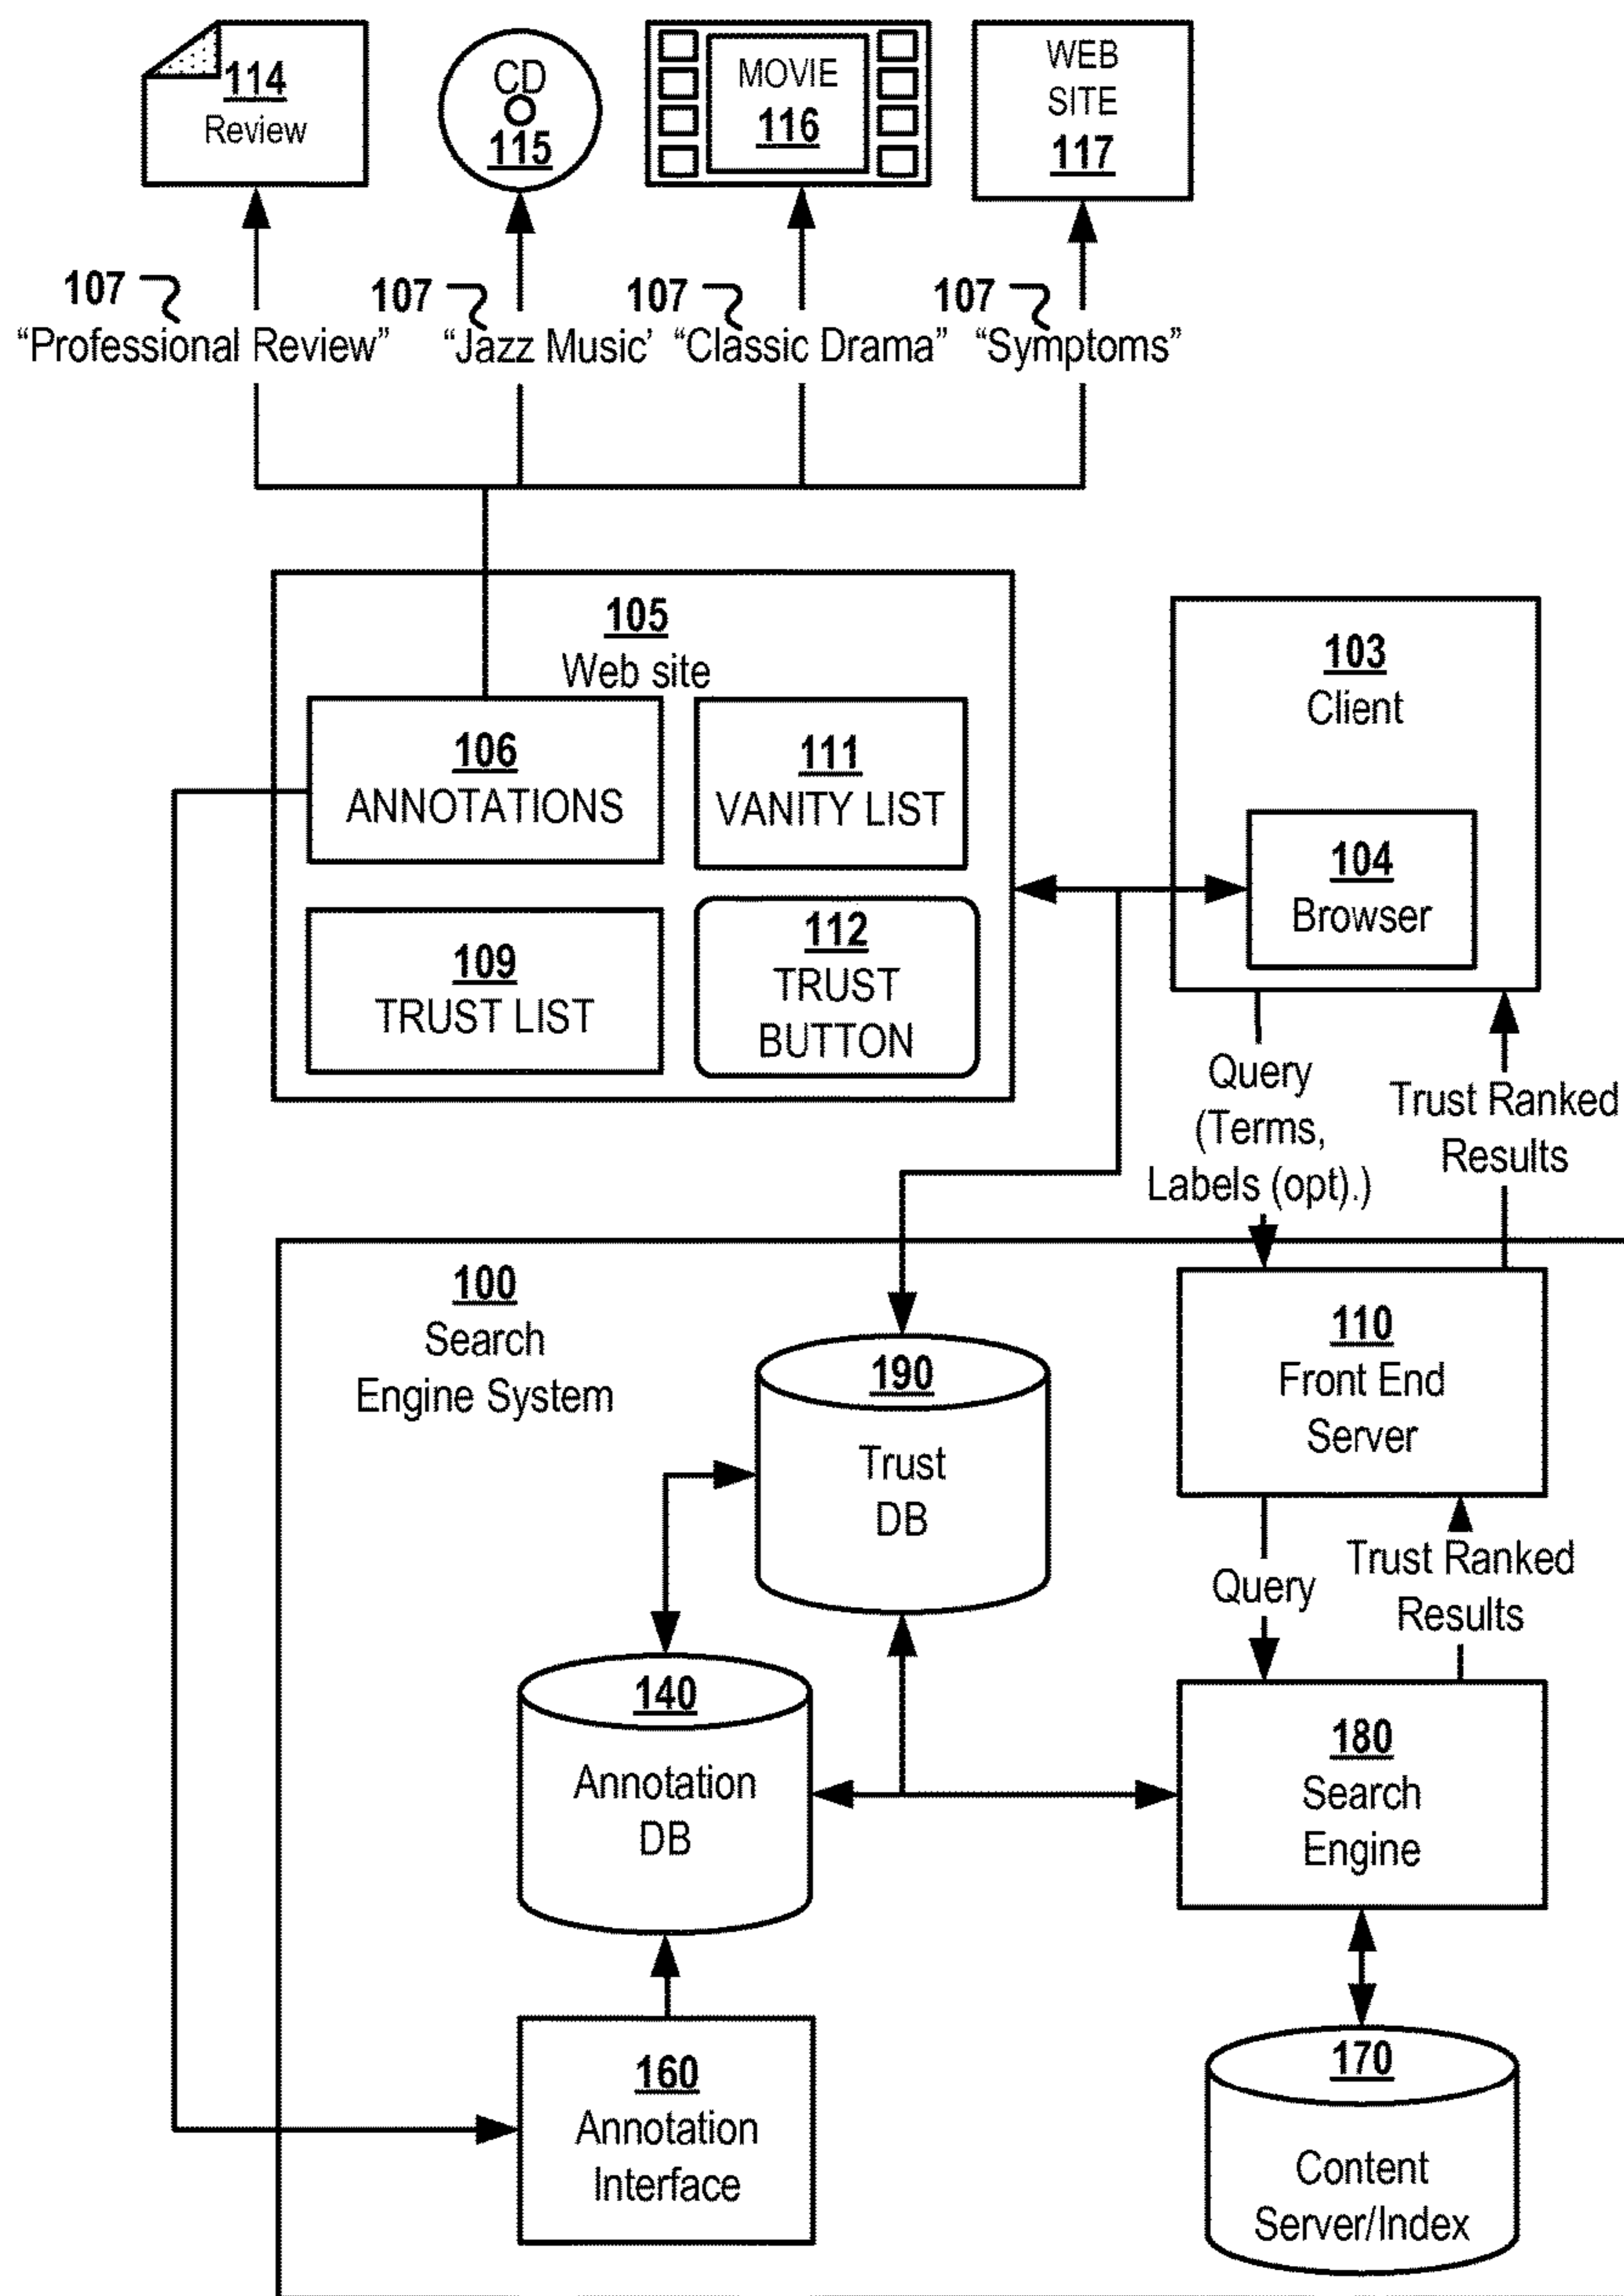 114
Review
CD
115
MOVIE
116
WEB
SITE
117
107
107
107
107
“Professional Review”
“Jazz Music’
“Classic Drama”
“Symptoms”
105
Web site
106
ANNOTATIONS
111
VANITY LIST
109
TRUST LIST
112
TRUST
BUTTON
103
Client
104
Browser
Query
(Terms,
Labels (opt).)
Trust Ranked
Results
100
Search
Engine System
190
Trust
DB
110
Front End
Server
Query
Trust Ranked
Results
140
Annotation
DB
180
Search
Engine
160
Annotation
Interface
170
Content
Server/Index